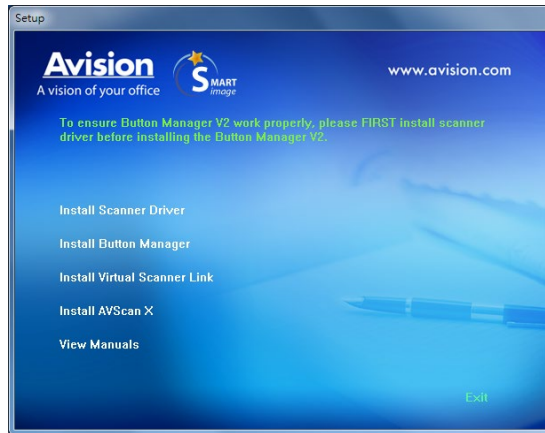 Setup
Avision
A vision of your office
SMART
image
www.avision.com
To ensure Button Manager V2 work properly, please FIRST install scanner
driver before installing the Button Manager V2.
Install Scanner Driver
Install Button Manager
Install Virtual Scanner Link
Install AVScan X
View Manuals
Exit